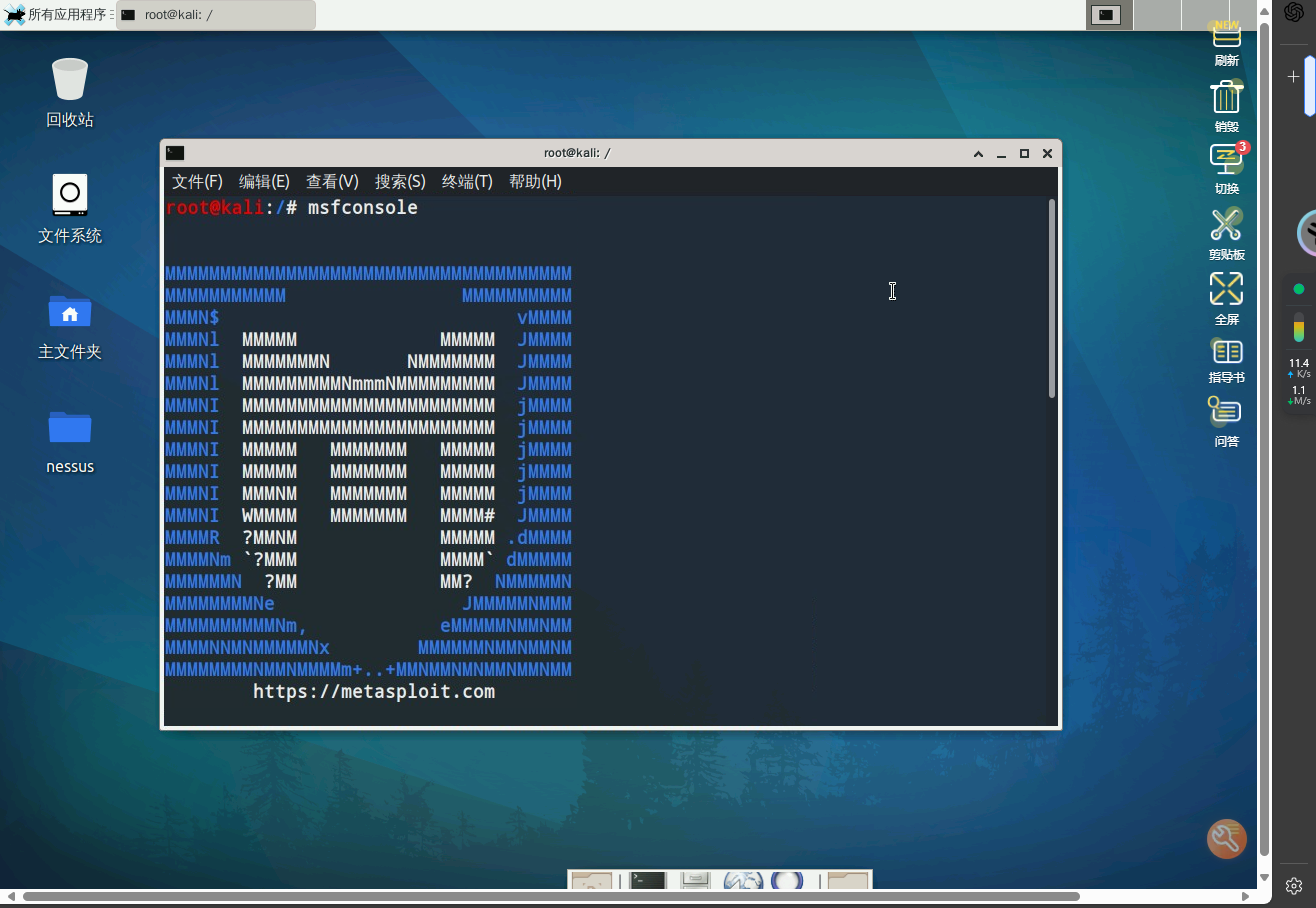 所有应用程序
root@kali: /
回收站
文件系统
主文件夹
nessus
root@kali: /
文件(F) 编辑(E) 查看(V) 搜索(S) 终端(T) 帮助(H)
root@kali:/# msfconsole
MMMMMMMMMMMMMMMMMMMMMMMMMMMMMMMMMMMMM
MMMMMMMMMMM                MMMMMMMMMM
MMMN$                           vMMMM
MMMNl  MMMMM             MMMMM  JMMMM
MMMNl  MMMMMMMN       NMMMMMMM  JMMMM
MMMNl  MMMMMMMMMNmmmNMMMMMMMMM  JMMMM
MMMNI  MMMMMMMMMMMMMMMMMMMMMMM  jMMMM
MMMNI  MMMMMMMMMMMMMMMMMMMMMMM  jMMMM
MMMNI  MMMMM   MMMMMMM   MMMMM  jMMMM
MMMNI  MMMMM   MMMMMMM   MMMMM  jMMMM
MMMNI  MMMNM   MMMMMMM   MMMMM  jMMMM
MMMNI  WMMMM   MMMMMMM   MMMM#  JMMMM
MMMMR  ?MMNM             MMMMM .dMMMM
MMMMNm `?MMM             MMMM` dMMMMM
MMMMMMN  ?MM             MM?  NMMMMMN
MMMMMMMMNe                 JMMMMMNMMM
MMMMMMMMMMNm,            eMMMMMNMMNMM
MMMMNNMNMMMMMNx        MMMMMMNMMNMMNM
MMMMMMMMNMMNMMMMm+..+MMNMMNMNMMNMMNMM
https://metasploit.com
NEW
刷新
销毁
3
切换
剪贴板
全屏
指导书
问答
11.4
K/s
1.1
M/s